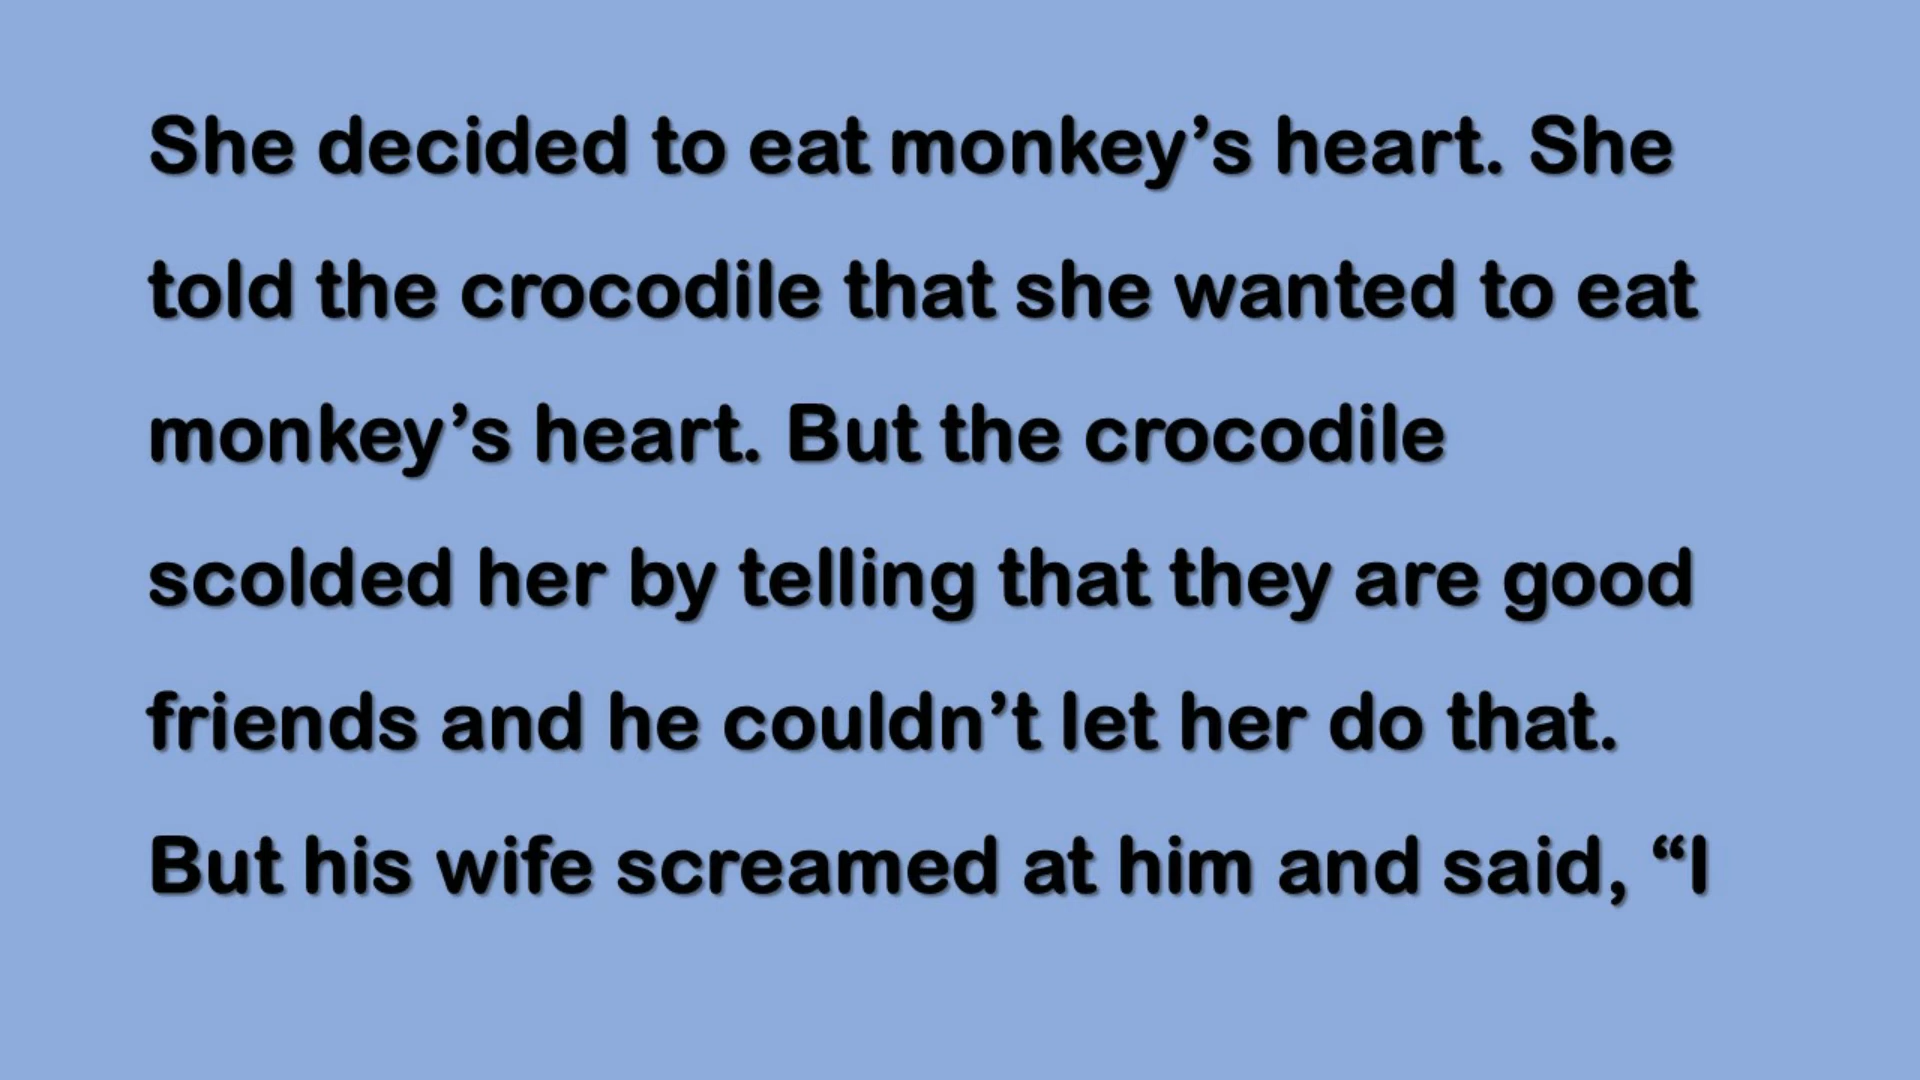 She decided to eat monkey’s heart. She
told the crocodile that she wanted to eat
monkey’s heart. But the crocodile
scolded her by telling that they are good
friends and he couldn’t let her do that.
But his wife screamed at him and said, “I